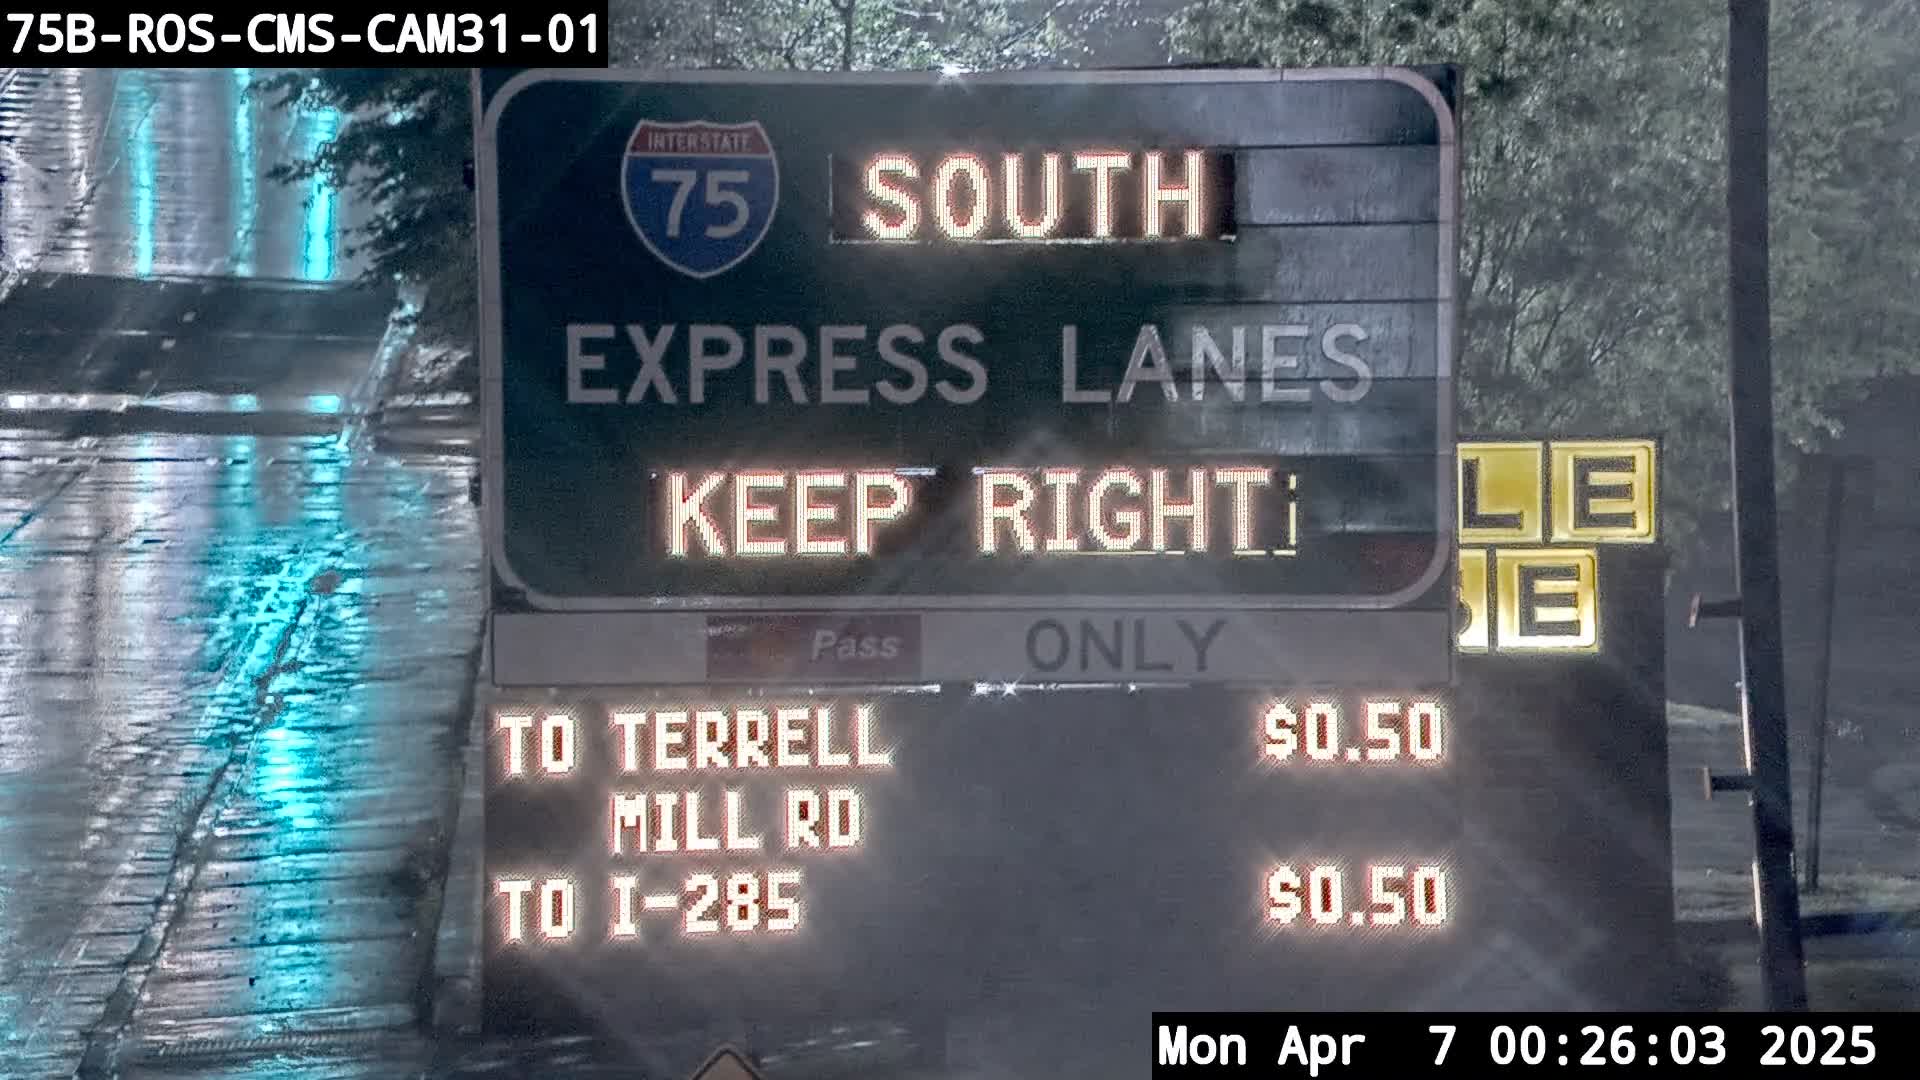 75B-ROS-CMS-CAM31-01
INTERSTATE
75
SOUTH
EXPRESS LANES
KEEP RIGHT
Pass ONLY
LE
E
TO TERRELL $0.50
MILL RD
TO I-285 $0.50
Mon Apr 7 00:26:03 2025